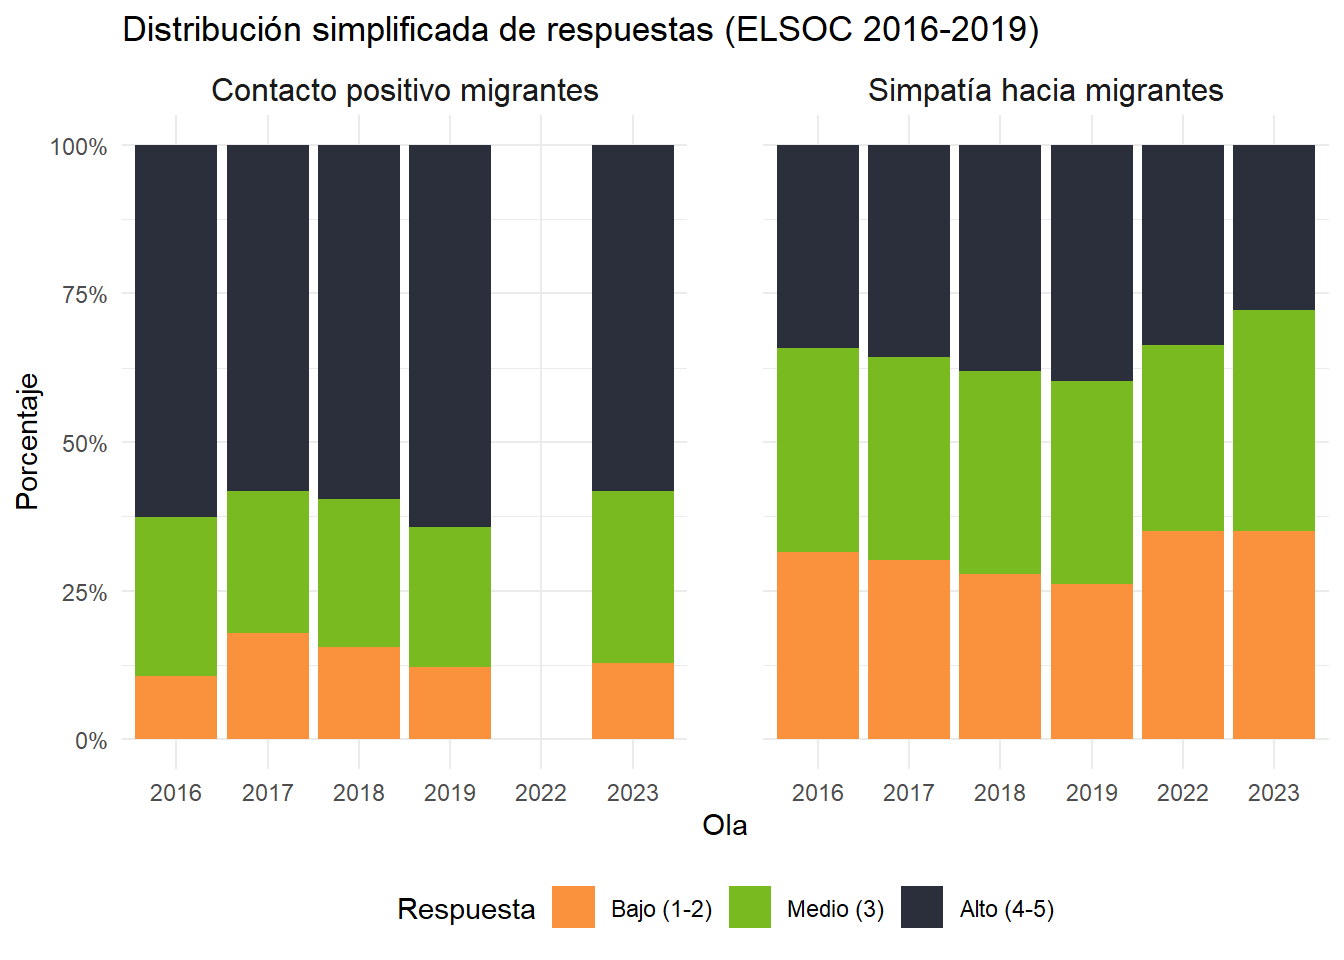 Distribución simplificada de respuestas (ELSOC 2016-2019)
Contacto positivo migrantes
Simpatía hacia migrantes
Porcentaje
100%
75%
50%
25%
0%
2016 2017 2018 2019 2022 2023
2016 2017 2018 2019 2022 2023
Ola
Respuesta Bajo (1-2) Medio (3) Alto (4-5)